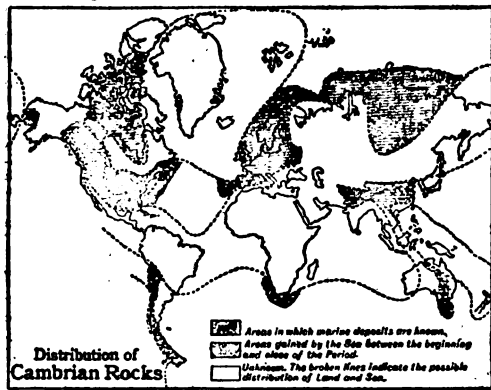 Areas in which marine deposits are known.
Areas gained by the Sea between the beginning
and close of the Period.
Unknown. The broken lines indicate the possible
distribution of Land and Sea.
Distribution of
Cambrian Rocks